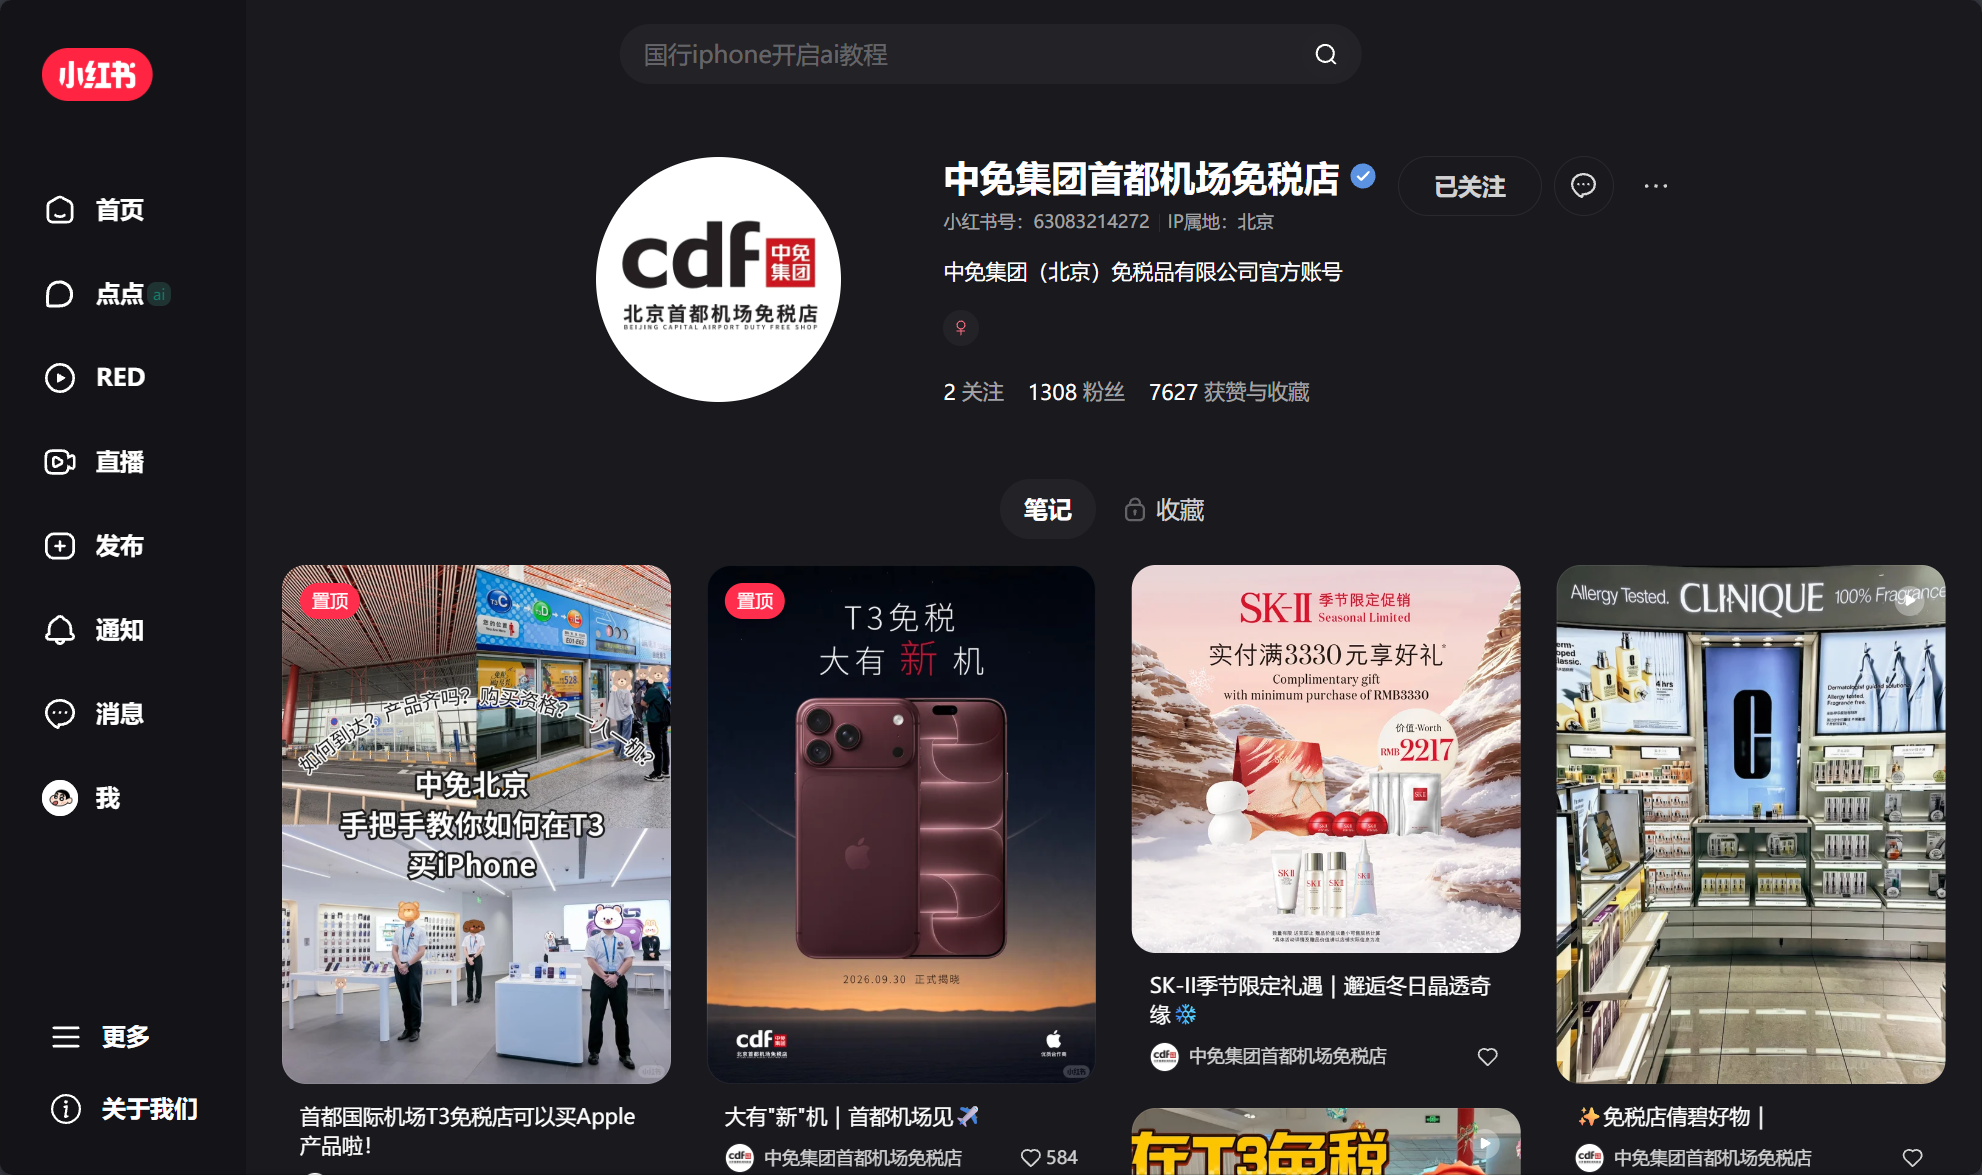 小红书
国行iphone开启ai教程
首页
点点 ai
RED
直播
发布
通知
消息
我
更多
关于我们
cdf 中免集团
北京首都机场免税店
BEIJING CAPITAL AIRPORT DUTY FREE SHOP
中免集团首都机场免税店
已关注
小红书号：63083214272 IP属地：北京
中免集团（北京）免税品有限公司官方账号
2 关注 1308 粉丝 7627 获赞与收藏
笔记
收藏
置顶
如何到达？产品齐吗？购买资格？一人一机？
中免北京
手把手教你如何在T3
买iPhone
首都国际机场T3免税店可以买Apple
产品啦！
置顶
T3免税
大有 新 机
2026.09.30 正式揭晓
cdf 中免集团
北京首都机场免税店
小红书
大有"新"机 | 首都机场见✈️
中免集团首都机场免税店
584
SK-II 季节限定促销
Seasonal Limited
实付满3330元享好礼*
Complimentary gift
with minimum purchase of RMB3330
价值·Worth
RMB2217
SK-II季节限定礼遇 | 邂逅冬日晶透奇
缘❄️
中免集团首都机场免税店
在T3免税
Allergy Tested. CLINIQUE 100% Fragrance
✨免税店倩碧好物 |
中免集团首都机场免税店